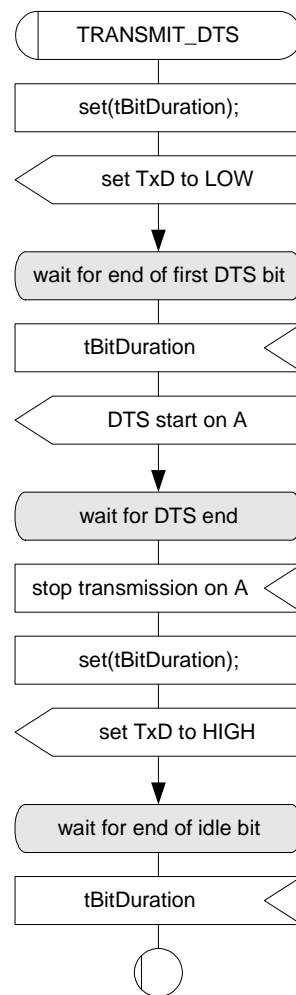 TRANSMIT_DTS
set(tBitDuration);
set TxD to LOW
wait for end of first DTS bit
tBitDuration
DTS start on A
wait for DTS end
stop transmission on A
set(tBitDuration);
set TxD to HIGH
wait for end of idle bit
tBitDuration